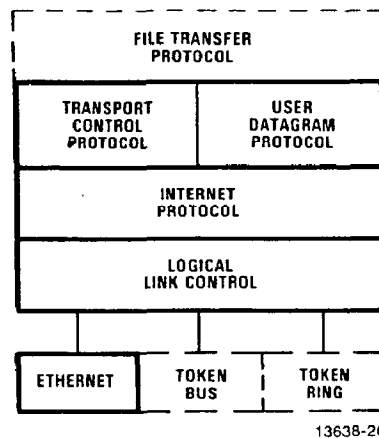 FILE TRANSFER
PROTOCOL
TRANSPORT
CONTROL
PROTOCOL
USER
DATAGRAM
PROTOCOL
INTERNET
PROTOCOL
LOGICAL
LINK CONTROL
ETHERNET
TOKEN
BUS
TOKEN
RING